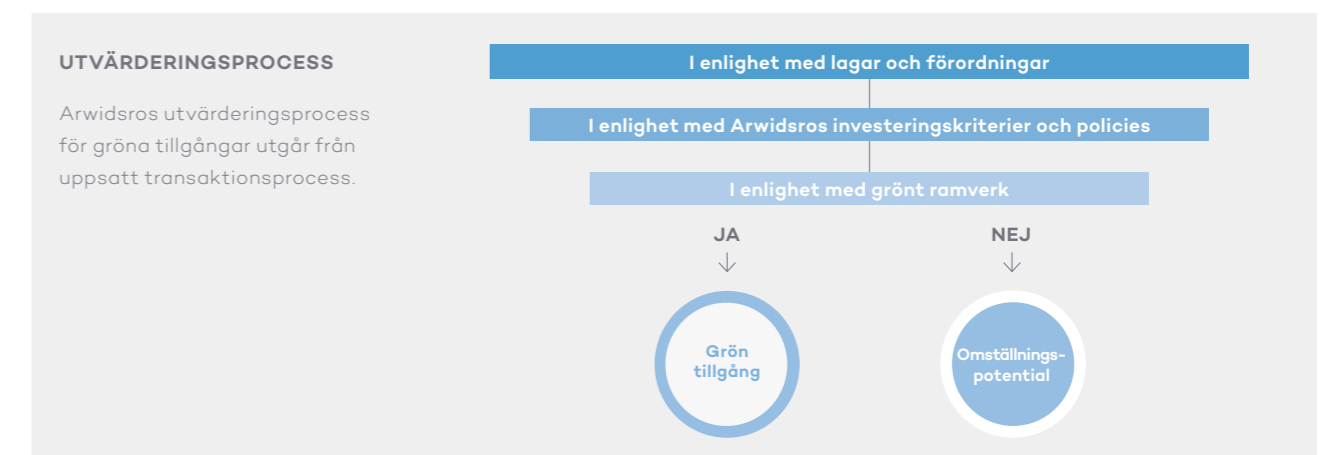 UTVÄRDERINGSPROCESS
Arwidsros utvärderingsprocess
för gröna tillgångar utgår från
uppsatt transaktionsprocess.
I enlighet med lagar och förordningar
I enlighet med Arwidsros investeringskriterier och policies
I enlighet med grönt ramverk
JA
NEJ
Grön
tillgång
Omställnings-
potential